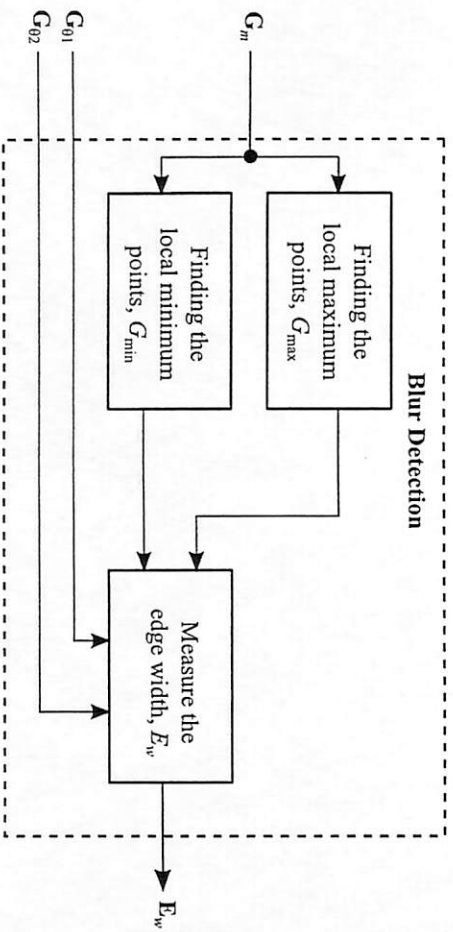 Blur Detection
G_m
Finding the
local maximum
points, G_max
Finding the
local minimum
points, G_min
Measure the
edge width, E_w
E_w
G_θ1
G_θ2